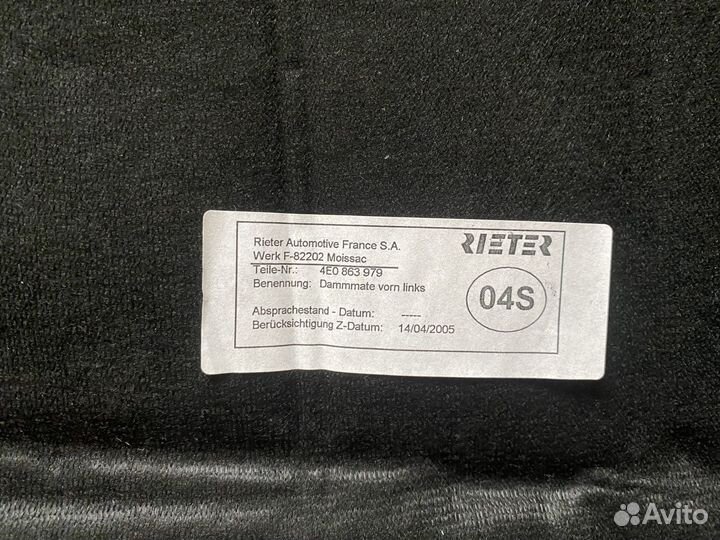 Rieter Automotive France S.A.
Werk F-82202 Moissac
Teile-Nr.: 4E0 863 979
Benennung: Dammmate vorn links
Absprachestand - Datum: -----
Berücksichtigung Z-Datum: 14/04/2005
RIETER
04S
Avito